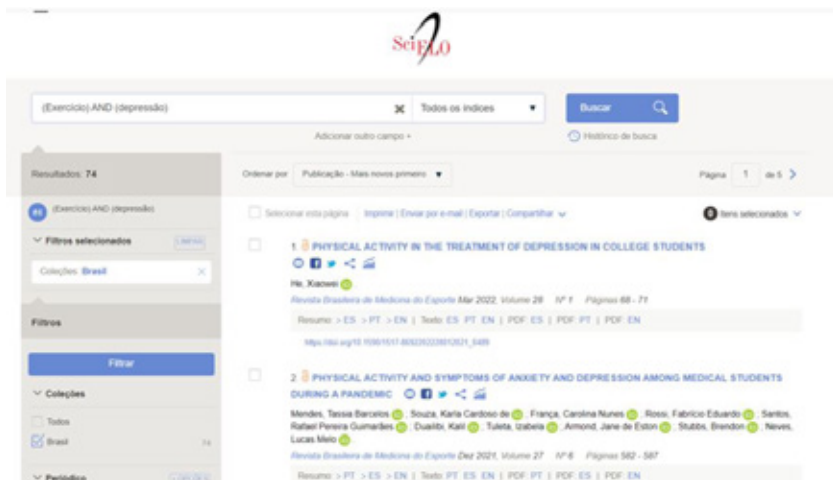 SciELO
(Exercício) AND (depressão)
Todos os índices
Buscar
Adicionar outro campo +
Histórico de busca
Resultados: 74
Ordenar por
Publicação - Mais novos primeiro
Página 1 de 5
(Exercício) AND (depressão)
Selecionar esta página
Imprimir | Enviar por e-mail | Exportar | Compartilhar
0 itens selecionados
Filtros selecionados
Coleções: Brasil
1. PHYSICAL ACTIVITY IN THE TREATMENT OF DEPRESSION IN COLLEGE STUDENTS
He, Xiaowei
Revista Brasileira de Medicina do Esporte Mar 2022, Volume 28 Nº 1 Páginas 68 - 71
Resumo: > ES > PT > EN | Texto: ES PT EN | PDF: ES | PDF: PT | PDF: EN
Filtros
Filtrar
Coleções
Todos
Brasil
74
Periódico
2. PHYSICAL ACTIVITY AND SYMPTOMS OF ANXIETY AND DEPRESSION AMONG MEDICAL STUDENTS
DURING A PANDEMIC
Mendes, Tassia Barcelos ; Souza, Karla Cardoso de ; França, Carolina Nunes ; Rossi, Fabrício Eduardo ; Santos,
Rafael Pereira Guimarães ; Dualibi, Kalil ; Tuleta, Izabela ; Armond, Jane de Eston ; Stubbs, Brendon ; Neves,
Lucas Melo
Revista Brasileira de Medicina do Esporte Dez 2021, Volume 27 Nº 6 Páginas 582 - 587
Resumo: > PT > ES > EN | Texto: PT ES EN | PDF: PT | PDF: ES | PDF: EN